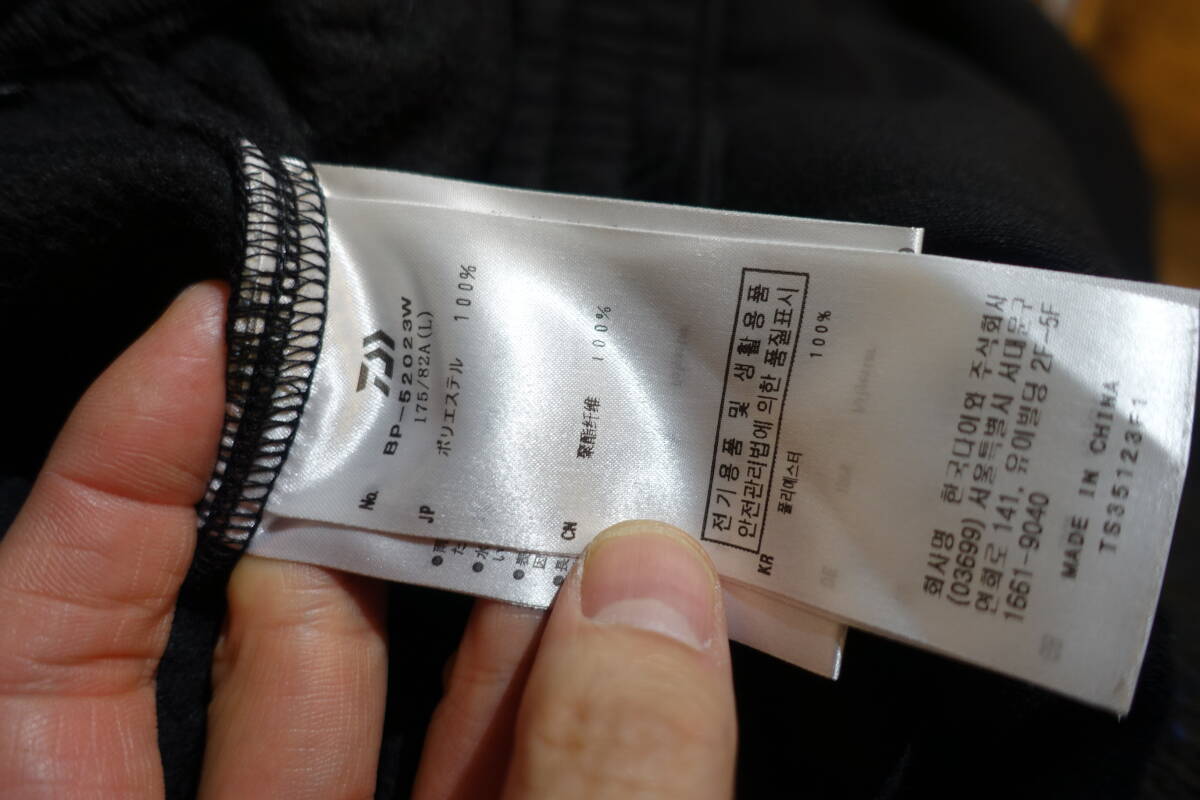 No. BP-52023W
175/82A(L)
JP ポリエステル 100%
CN 聚酯纤维 100%
전기용품 및 생활용품
안전관리법에 의한 품질표시
KR 폴리에스터 100%
회사명 한국다이와 주식회사
(03699) 서울특별시 서대문구
연희로 141, 유이빌딩 2F-5F
1661-9040
MADE IN CHINA
TS35123F1